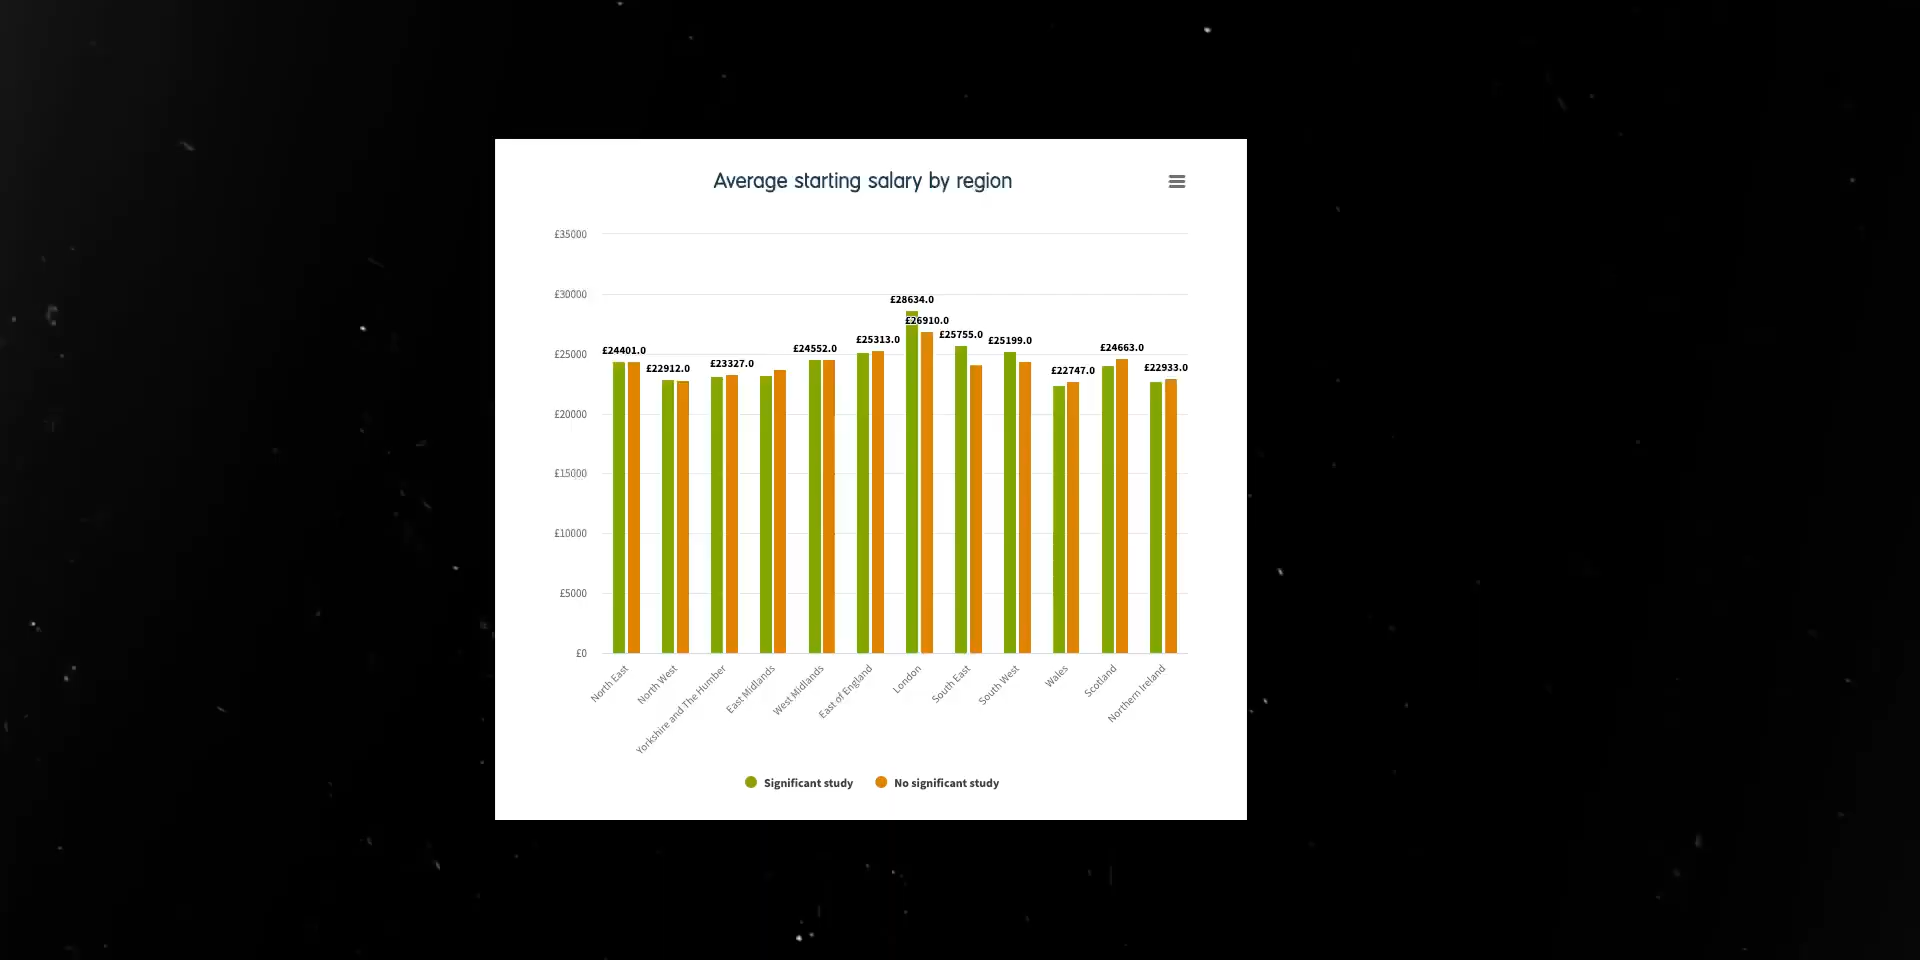 Average starting salary by region
£35000
£30000
£25000
£20000
£15000
£10000
£5000
£0
£24401.0
£22912.0
£23327.0
£24552.0
£25313.0
£28634.0
£26910.0
£25755.0
£25199.0
£22747.0
£24663.0
£22933.0
North East
North West
Yorkshire and The Humber
East Midlands
West Midlands
East of England
London
South East
South West
Wales
Scotland
Northern Ireland
Significant study
No significant study